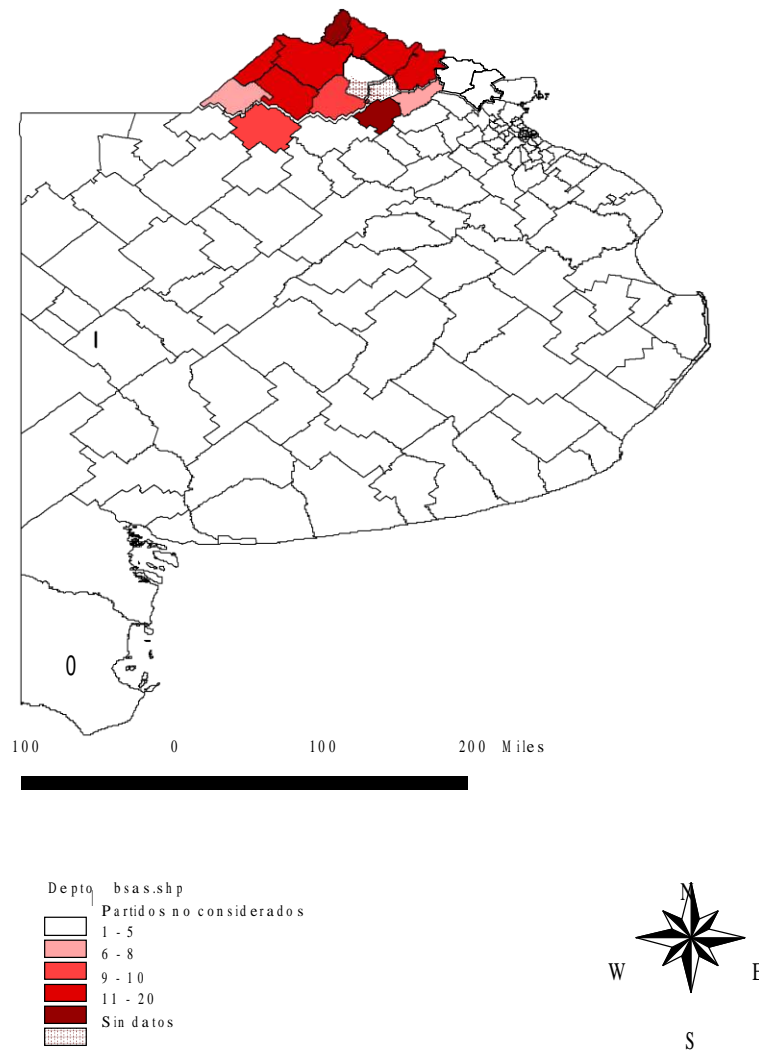 I
0
100 0 100 200 Miles
Depto bsas.shp
Partidos no considerados
1 - 5
6 - 8
9 - 10
11 - 20
Sin datos
N
W E
S